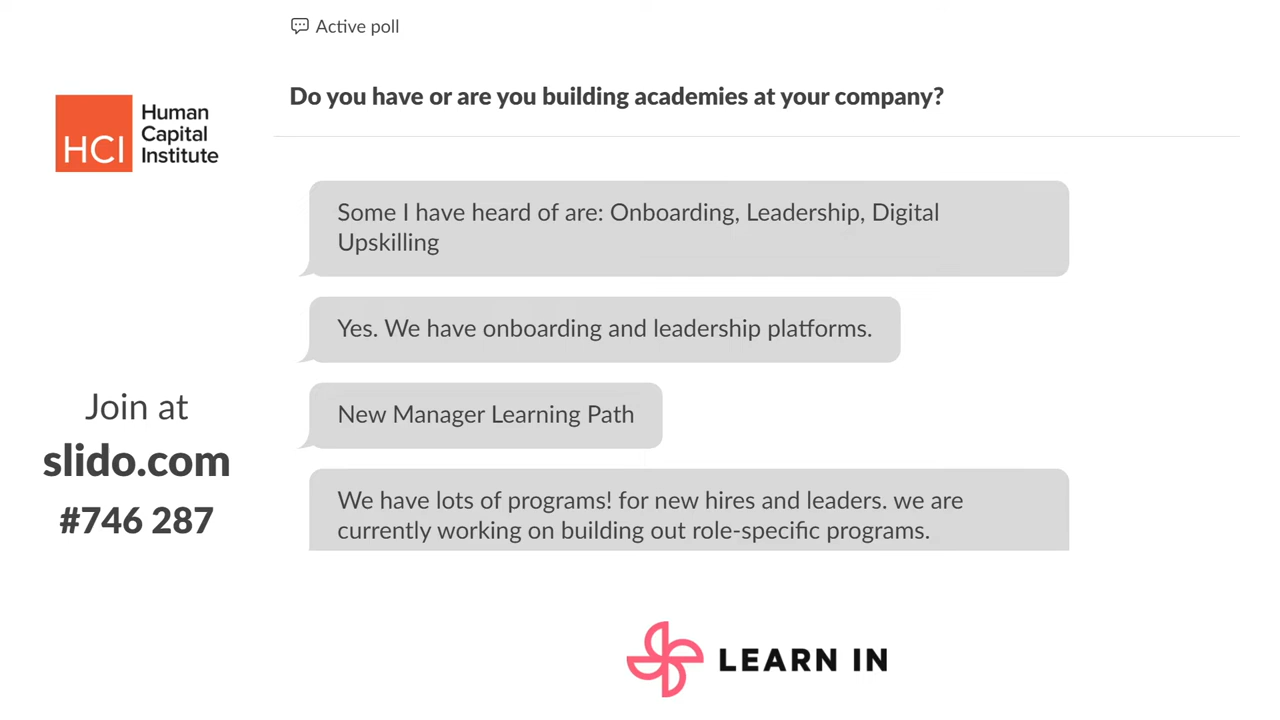 Active poll
Do you have or are you building academies at your company?
HCI
Human
Capital
Institute
Some I have heard of are: Onboarding, Leadership, Digital
Upskilling
Yes. We have onboarding and leadership platforms.
New Manager Learning Path
We have lots of programs! for new hires and leaders. we are
currently working on building out role-specific programs.
Join at
slido.com
#746 287
LEARN IN